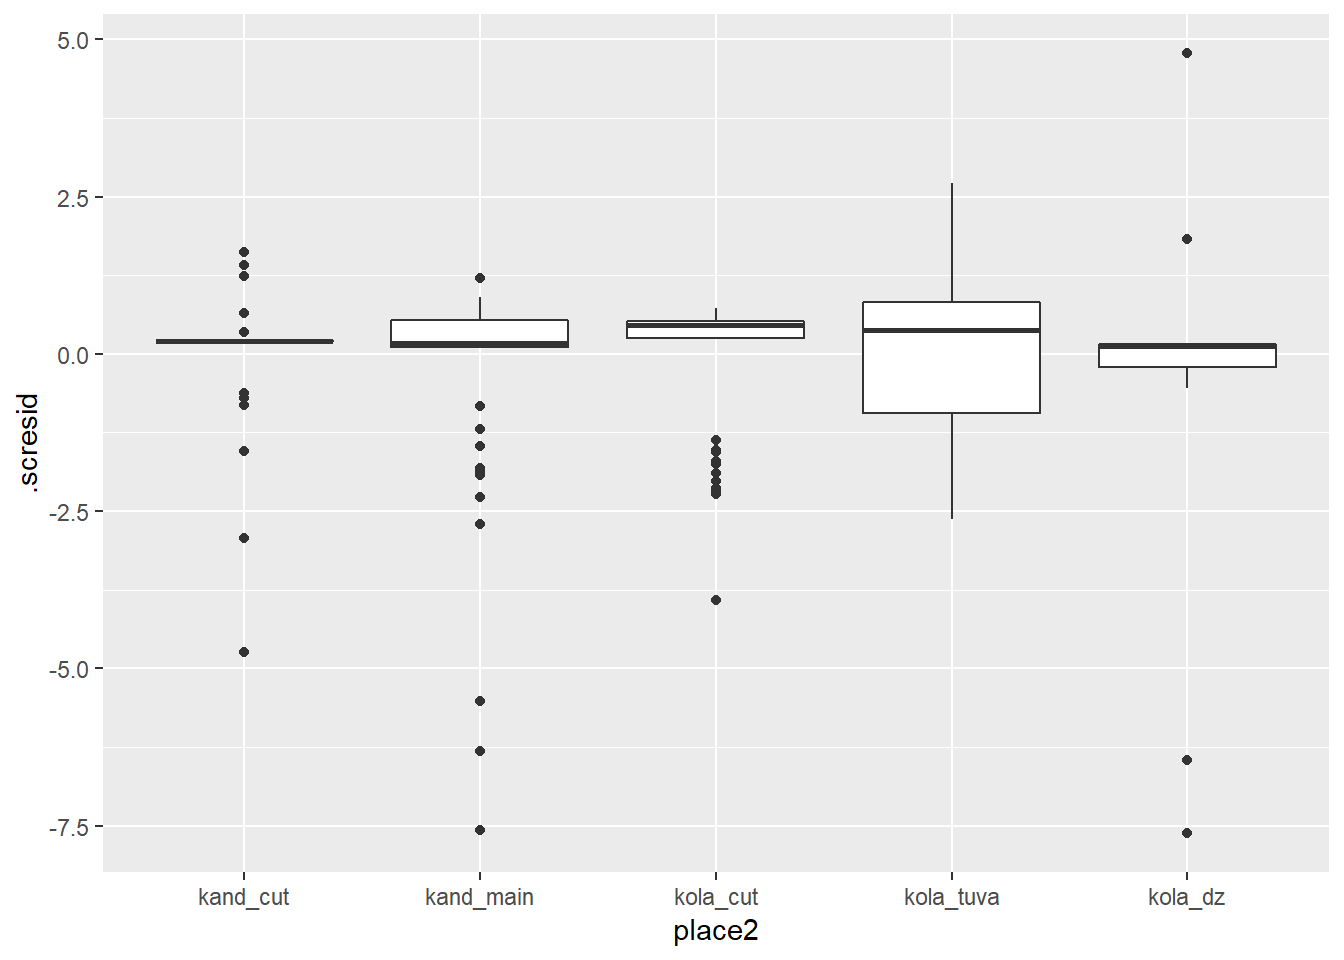 5.0
2.5
0.0
-2.5
-5.0
-7.5
.scresid
kand_cut kand_main kola_cut kola_tuva kola_dz
place2